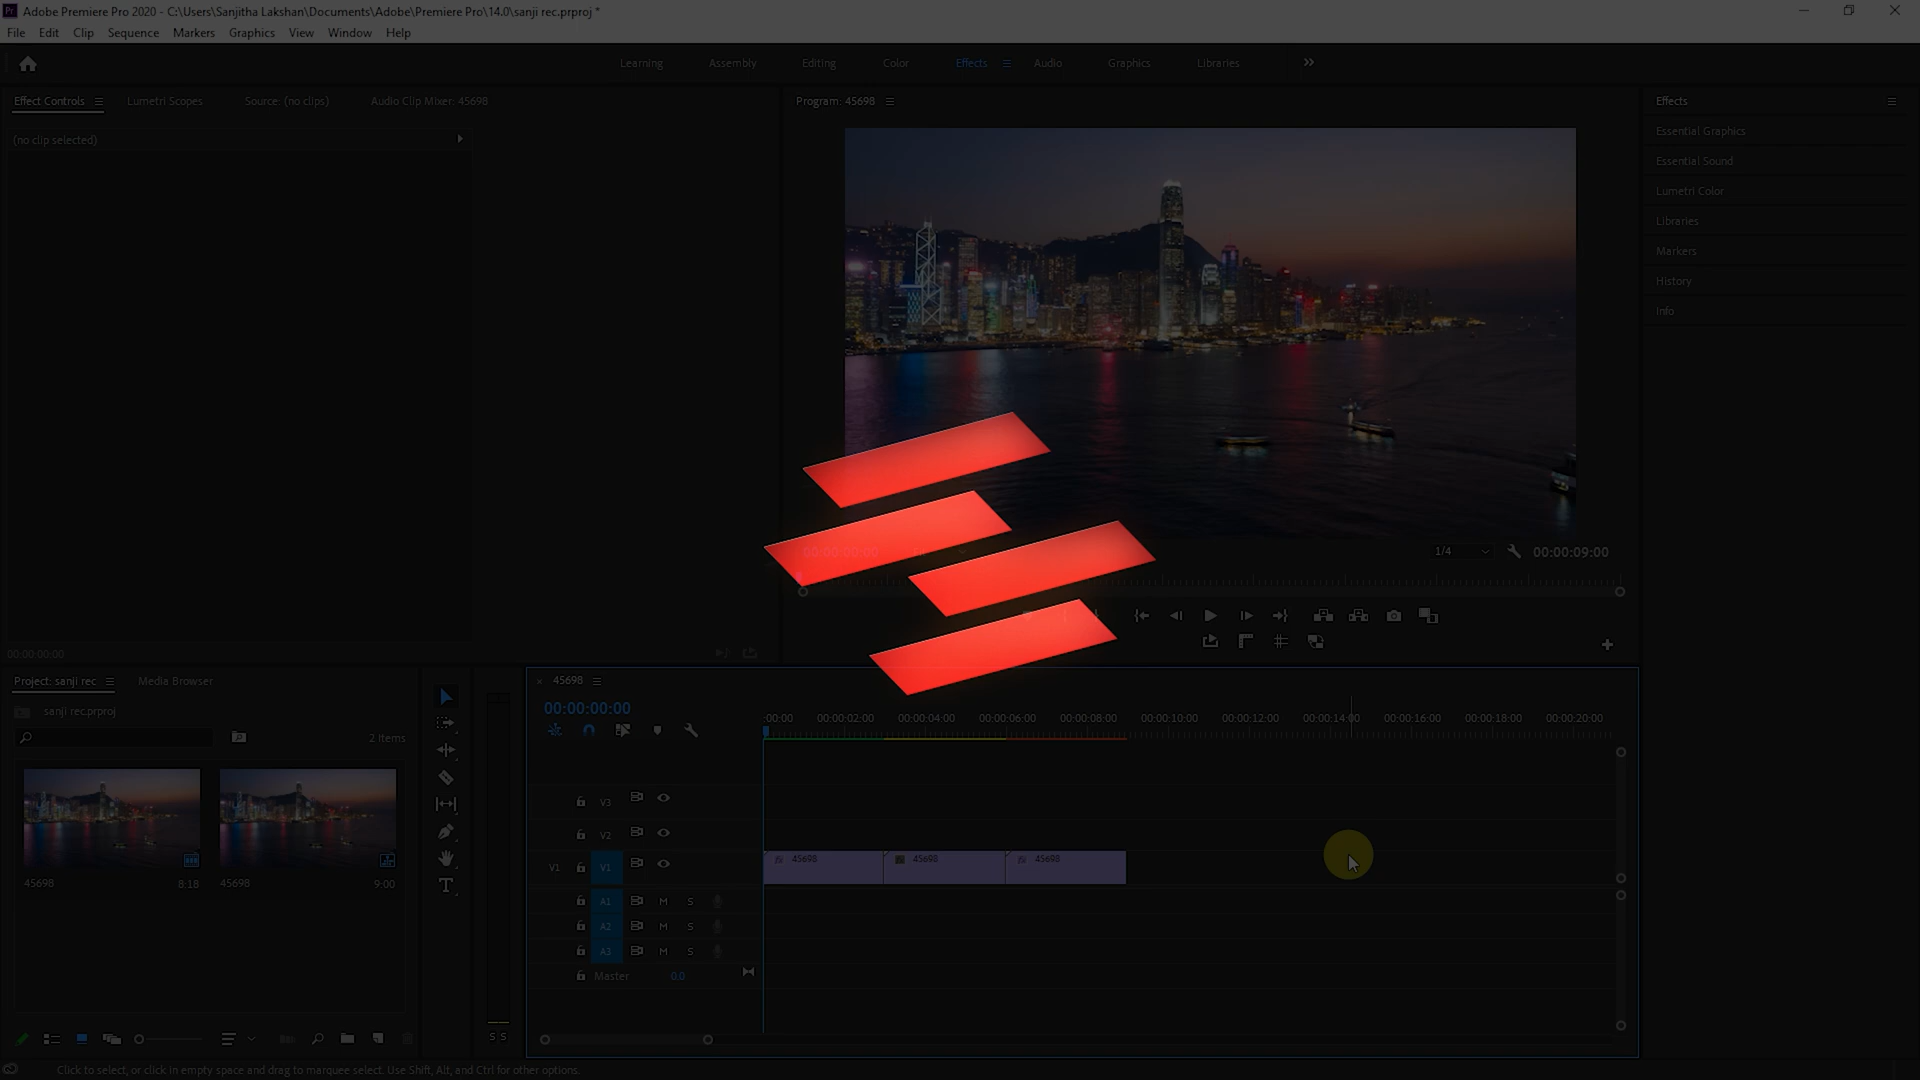 Pr Adobe Premiere Pro 2020 - C:\Users\Sanjitha Lakshan\Documents\Adobe\Premiere Pro\14.0\sanji rec.prproj *
File Edit Clip Sequence Markers Graphics View Window Help
Learning Assembly Editing Color Effects Audio Graphics Libraries
Effect Controls Lumetri Scopes Source: (no clips) Audio Clip Mixer: 45698
Program: 45698
Effects
(no clip selected)
Essential Graphics
Essential Sound
Lumetri Color
Libraries
Markers
History
Info
00:00:00:00 1/4 00:00:09:00
00:00:00:00
Project: sanji rec Media Browser
sanji rec.prproj
2 Items
45698 8:18
45698 9:00
45698
00:00:00:00
:00:00 00:00:02:00 00:00:04:00 00:00:06:00 00:00:08:00 00:00:10:00 00:00:12:00 00:00:14:00 00:00:16:00 00:00:18:00 00:00:20:00
V3
V2
V1 V1 fx 45698 fx 45698 fx 45698
A1 M S
A2 M S
A3 M S
Master 0.0
S S
Click to select, or click in empty space and drag to marquee select. Use Shift, Alt, and Ctrl for other options.